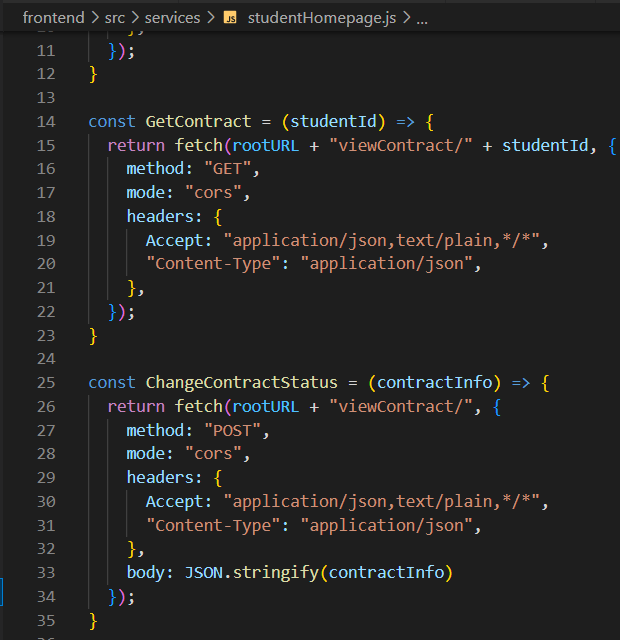 frontend > src > services > JS studentHomepage.js > ...
11 });
12 }
13
14 const GetContract = (studentId) => {
15 return fetch(rootURL + "viewContract/" + studentId, {
16 method: "GET",
17 mode: "cors",
18 headers: {
19 Accept: "application/json,text/plain,*/*",
20 "Content-Type": "application/json",
21 },
22 });
23 }
24
25 const ChangeContractStatus = (contractInfo) => {
26 return fetch(rootURL + "viewContract/", {
27 method: "POST",
28 mode: "cors",
29 headers: {
30 Accept: "application/json,text/plain,*/*",
31 "Content-Type": "application/json",
32 },
33 body: JSON.stringify(contractInfo)
34 });
35 }